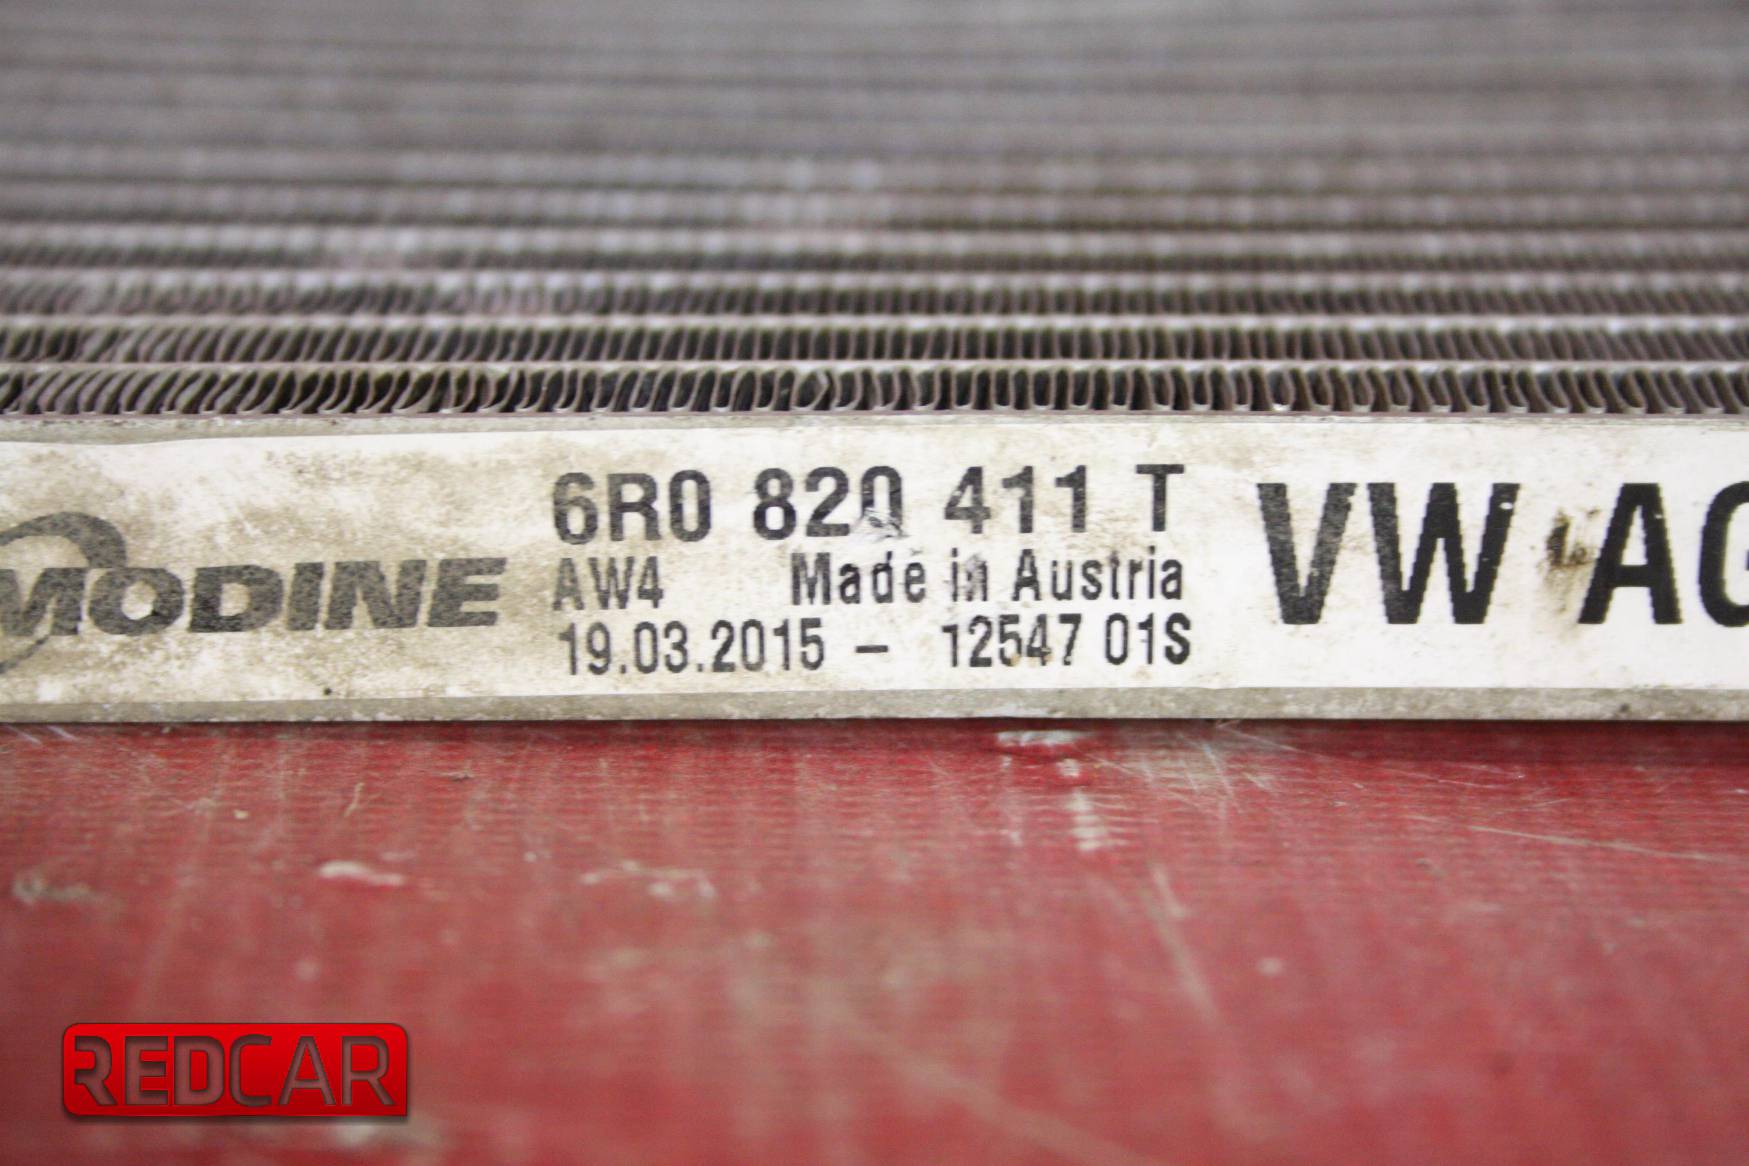 MODINE
6R0 820 411 T
AW4 Made in Austria
19.03.2015 - 12547 01S
VW AG
REDCAR